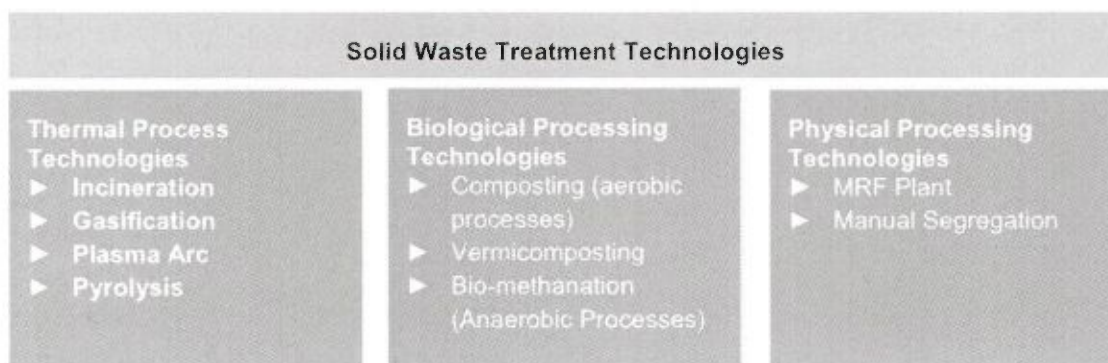 Solid Waste Treatment Technologies
Thermal Process
Technologies
► Incineration
► Gasification
► Plasma Arc
► Pyrolysis
Biological Processing
Technologies
► Composting (aerobic
processes)
► Vermicomposting
► Bio-methanation
(Anaerobic Processes)
Physical Processing
Technologies
► MRF Plant
► Manual Segregation